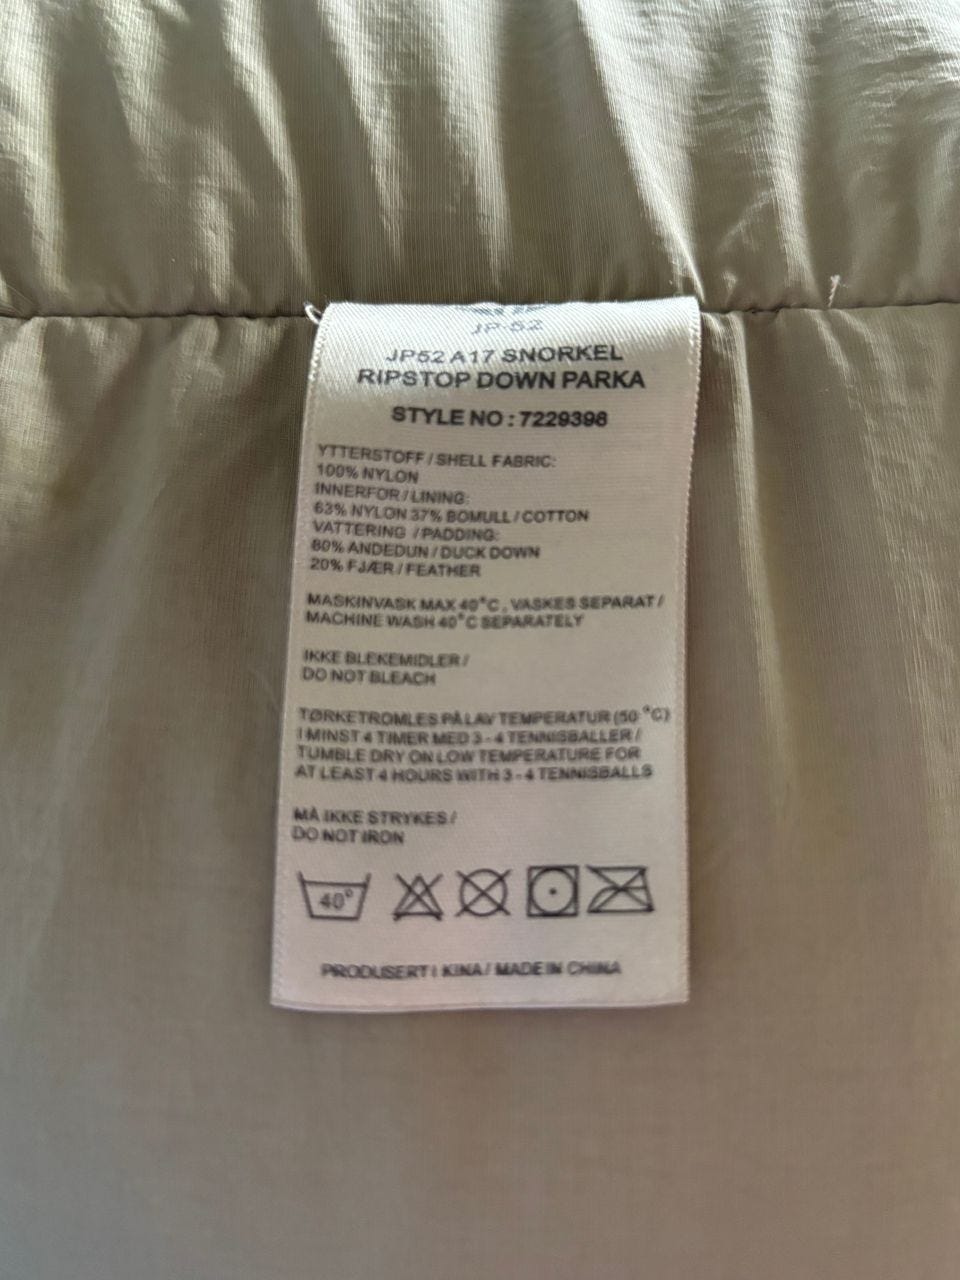 JP-52
JP52 A17 SNORKEL
RIPSTOP DOWN PARKA
STYLE NO : 7229398
YTTERSTOFF / SHELL FABRIC:
100% NYLON
INNERFOR / LINING:
63% NYLON 37% BOMULL / COTTON
VATTERING / PADDING:
80% ANDEDUN / DUCK DOWN
20% FJÆR / FEATHER
MASKINVASK MAX 40°C, VASKES SEPARAT /
MACHINE WASH 40°C SEPARATELY
IKKE BLEKEMIDLER /
DO NOT BLEACH
TØRKETROMLES PÅ LAV TEMPERATUR (50 °C)
I MINST 4 TIMER MED 3 - 4 TENNISBALLER /
TUMBLE DRY ON LOW TEMPERATURE FOR
AT LEAST 4 HOURS WITH 3 - 4 TENNISBALLS
MÅ IKKE STRYKES /
DO NOT IRON
40°
PRODUSERT I KINA / MADE IN CHINA